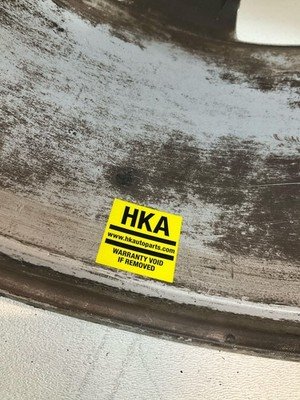 HKA
www.hkautoparts.com
WARRANTY VOID
IF REMOVED